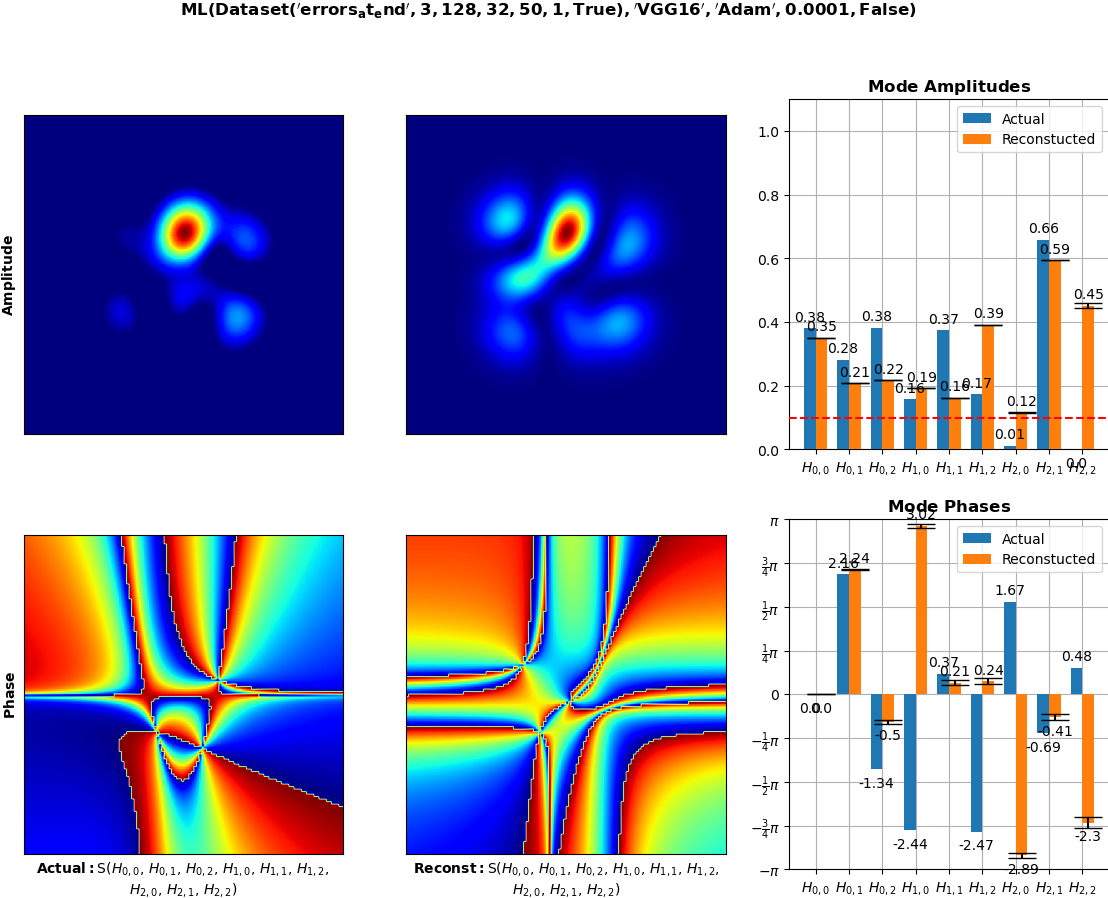 ML(Dataset('errors_at_end', 3, 128, 32, 50, 1, True), 'VGG16', 'Adam', 0.0001, False)
Amplitude
Mode Amplitudes
Actual
Reconstucted
1.0
0.8
0.6
0.4
0.2
0.0
0.38
0.35
0.28
0.21
0.38
0.22
0.16
0.19
0.37
0.16
0.17
0.39
0.01
0.12
0.66
0.59
0.0
0.45
H0,0 H0,1 H0,2 H1,0 H1,1 H1,2 H2,0 H2,1 H2,2
Phase
Actual: S(H0,0, H0,1, H0,2, H1,0, H1,1, H1,2,
H2,0, H2,1, H2,2)
Reconst: S(H0,0, H0,1, H0,2, H1,0, H1,1, H1,2,
H2,0, H2,1, H2,2)
Mode Phases
Actual
Reconstucted
π
3/4π
1/2π
1/4π
0
−1/4π
−1/2π
−3/4π
−π
0.0
0.0
2.16
2.24
-1.34
-0.5
-2.44
3.02
0.37
0.21
-2.47
0.24
1.67
-2.89
-0.69
-0.41
0.48
-2.3
H0,0 H0,1 H0,2 H1,0 H1,1 H1,2 H2,0 H2,1 H2,2